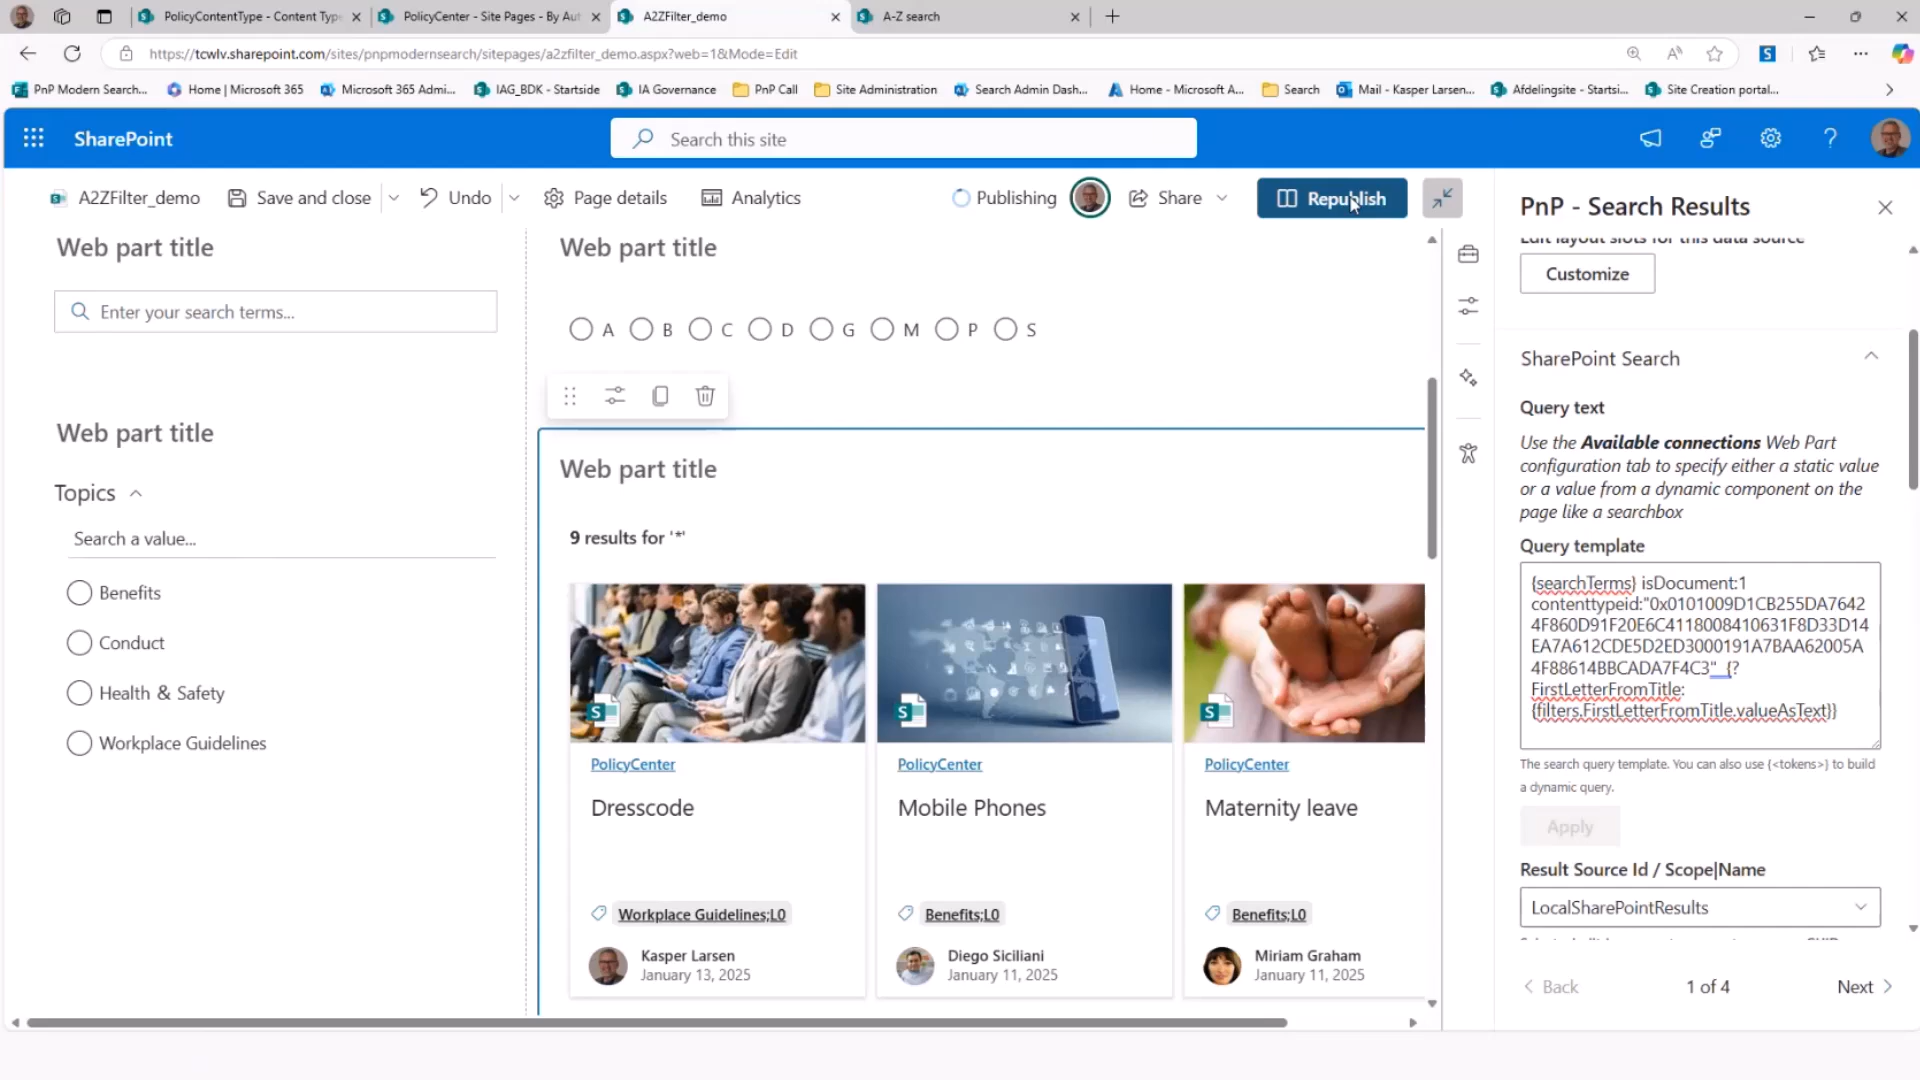 PolicyContentType - Content Type
PolicyCenter - Site Pages - By Aut
A2ZFilter_demo
A-Z search
https://tcwlv.sharepoint.com/sites/pnpmodernsearch/sitepages/a2zfilter_demo.aspx?web=1&Mode=Edit
PnP Modern Search...
Home | Microsoft 365
Microsoft 365 Admi...
IAG_BDK - Startside
IA Governance
PnP Call
Site Administration
Search Admin Dash...
Home - Microsoft A...
Search
Mail - Kasper Larsen...
Afdelingsite - Startsi...
Site Creation portal...
SharePoint
Search this site
A2ZFilter_demo
Save and close
Undo
Page details
Analytics
Publishing
Share
Republish
Web part title
Enter your search terms...
Web part title
Topics
Search a value...
Benefits
Conduct
Health & Safety
Workplace Guidelines
Web part title
A B C D G M P S
Web part title
9 results for '*'
PolicyCenter
Dresscode
Workplace Guidelines;L0
Kasper Larsen
January 13, 2025
PolicyCenter
Mobile Phones
Benefits;L0
Diego Siciliani
January 11, 2025
PolicyCenter
Maternity leave
Benefits;L0
Miriam Graham
January 11, 2025
PnP - Search Results
Edit layout slots for this data source
Customize
SharePoint Search
Query text
Use the Available connections Web Part
configuration tab to specify either a static value
or a value from a dynamic component on the
page like a searchbox
Query template
{searchTerms} isDocument:1
contenttypeid:"0x0101009D1CB255DA7642
4F860D91F20E6C4118008410631F8D33D14
EA7A612CDE5D2ED3000191A7BAA62005A
4F88614BBCADA7F4C3" {?
FirstLetterFromTitle:
{filters.FirstLetterFromTitle.valueAsText}}
The search query template. You can also use {<tokens>} to build
a dynamic query.
Apply
Result Source Id / Scope|Name
LocalSharePointResults
Back
1 of 4
Next